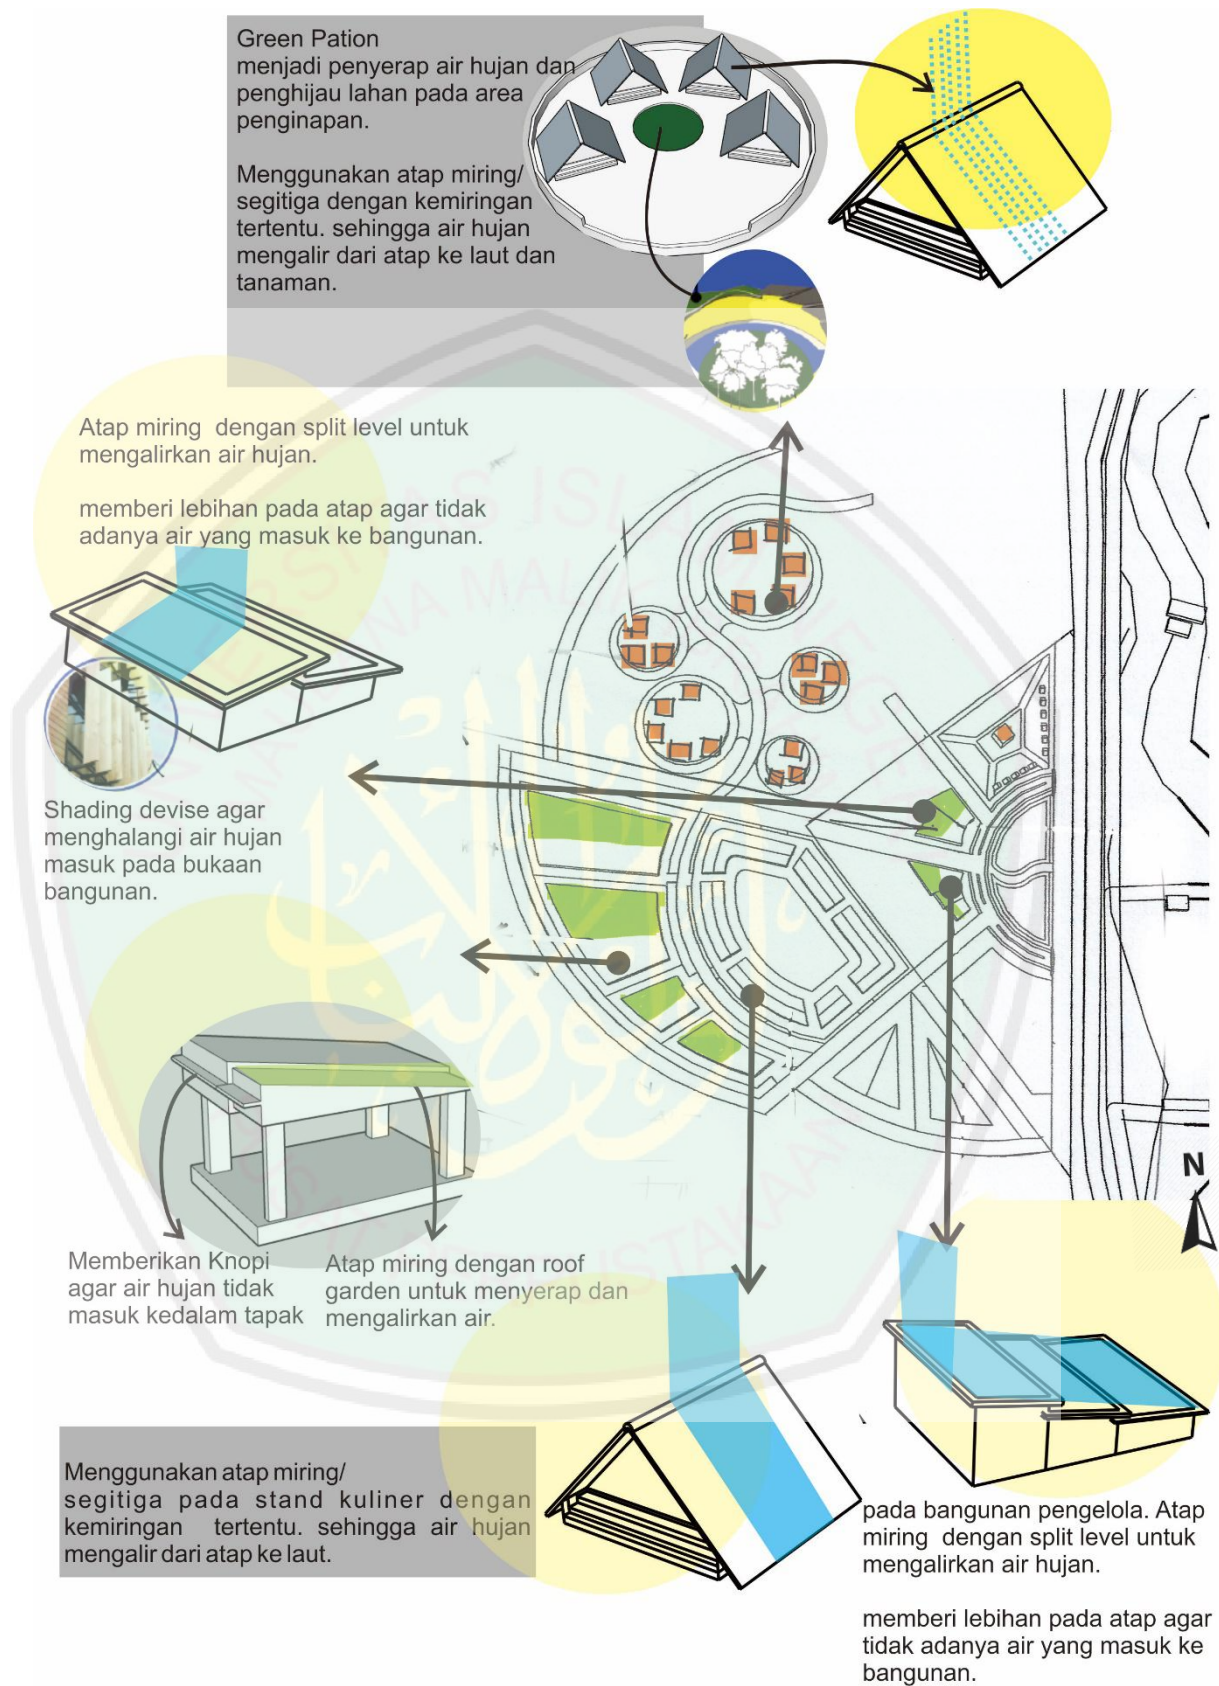 Green Pation
menjadi penyerap air hujan dan
penghijau lahan pada area
penginapan.
Menggunakan atap miring/
segitiga dengan kemiringan
tertentu. sehingga air hujan
mengalir dari atap ke laut dan
tanaman.
Atap miring dengan split level untuk
mengalirkan air hujan.
memberi lebihan pada atap agar tidak
adanya air yang masuk ke bangunan.
Shading devise agar
menghalangi air hujan
masuk pada bukaan
bangunan.
N
Memberikan Knopi
agar air hujan tidak
masuk kedalam tapak
Atap miring dengan roof
garden untuk menyerap dan
mengalirkan air.
Menggunakan atap miring/
segitiga pada stand kuliner dengan
kemiringan tertentu. sehingga air hujan
mengalir dari atap ke laut.
pada bangunan pengelola. Atap
miring dengan split level untuk
mengalirkan air hujan.
memberi lebihan pada atap agar
tidak adanya air yang masuk ke
bangunan.